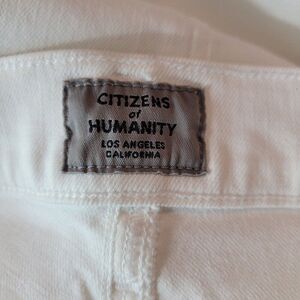 CITIZENS
of
HUMANITY
LOS ANGELES
CALIFORNIA